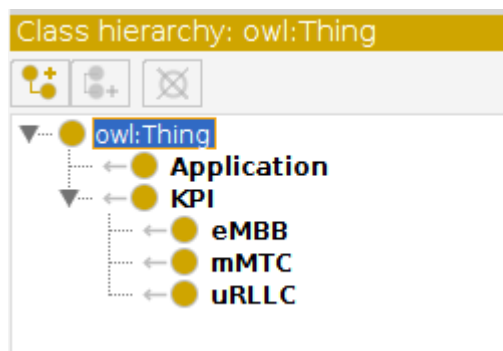 Class hierarchy: owl:Thing
owl:Thing
Application
KPI
eMBB
mMTC
uRLLC